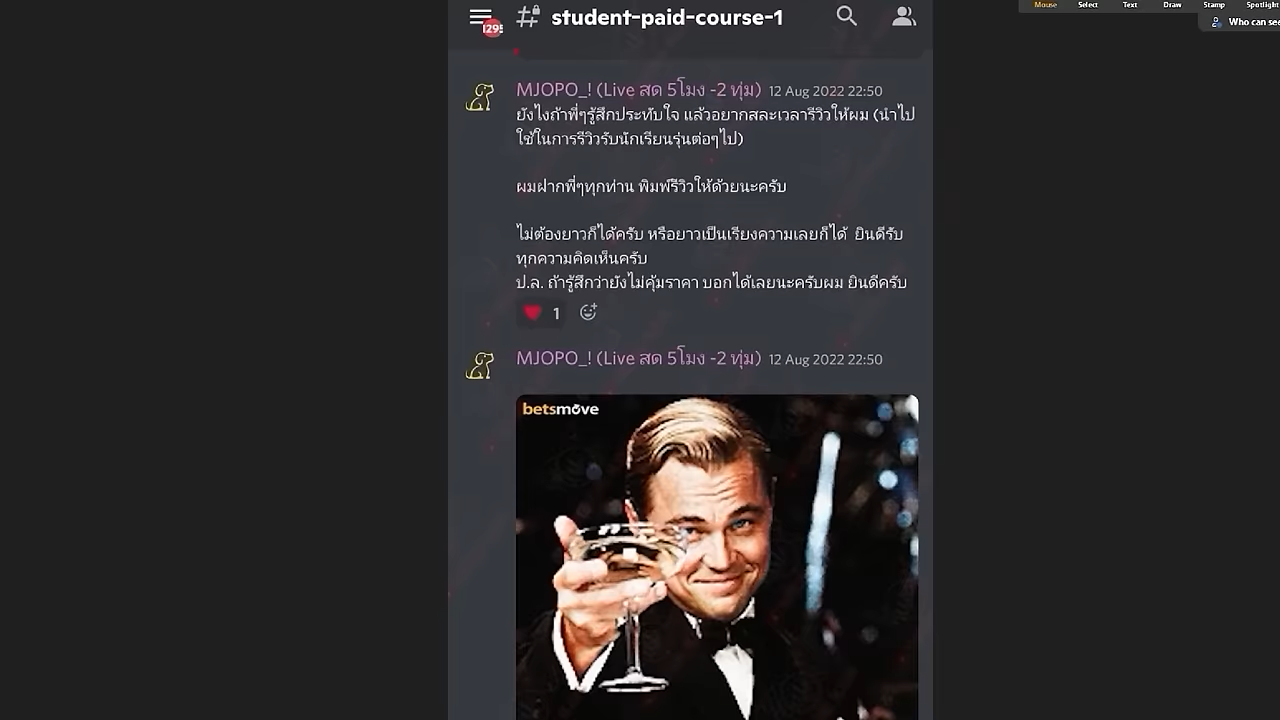 Mouse Select Text Draw Stamp Spotlight
Who can see
student-paid-course-1
MJOPO_! (Live สด 5โมง -2 ทุ่ม) 12 Aug 2022 22:50
ยังไงถ้าพี่ๆรู้สึกประทับใจ แล้วอยากสละเวลารีวิวให้ผม (นำไป
ใช้ในการรีวิวรับนักเรียนรุ่นต่อๆไป)
ผมฝากพี่ๆทุกท่าน พิมพ์รีวิวให้ด้วยนะครับ
ไม่ต้องยาวก็ได้ครับ หรือยาวเป็นเรียงความเลยก็ได้ ยินดีรับ
ทุกความคิดเห็นครับ
ป.ล. ถ้ารู้สึกว่ายังไม่คุ้มราคา บอกได้เลยนะครับผม ยินดีครับ
1
MJOPO_! (Live สด 5โมง -2 ทุ่ม) 12 Aug 2022 22:50
betsmove